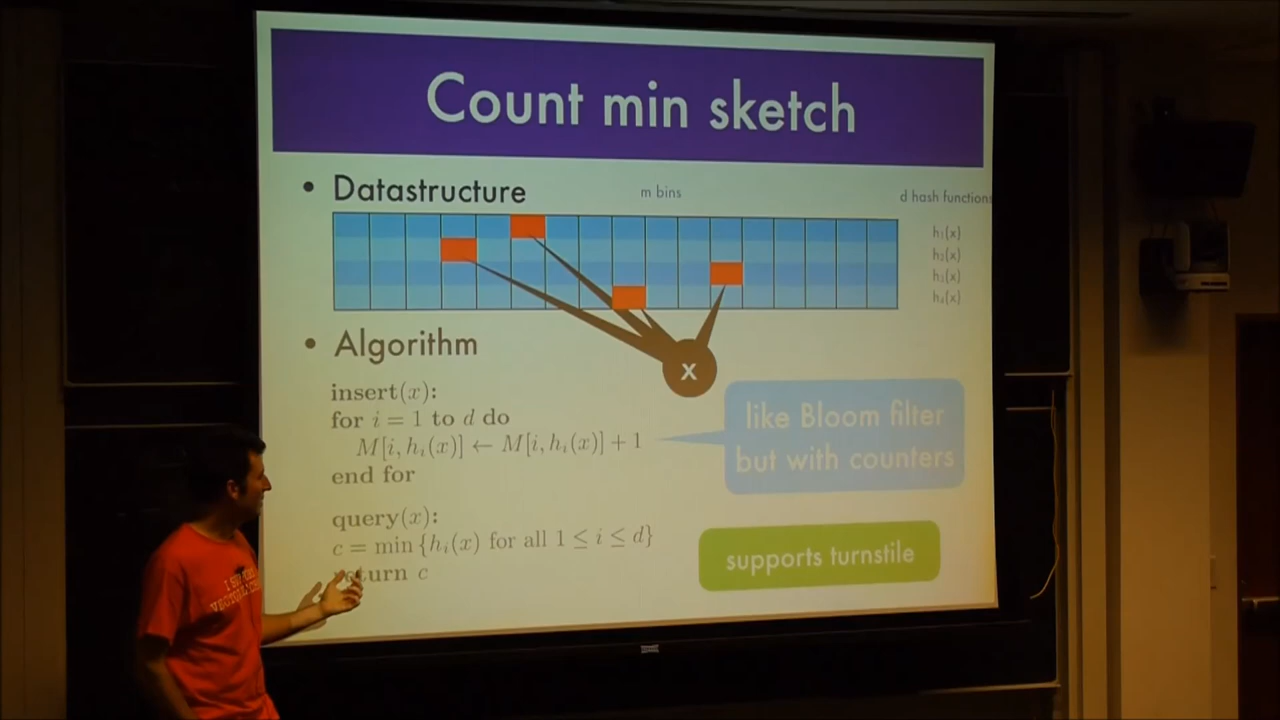 Count min sketch
• Datastructure
m bins
d hash functions
h₁(x)
h₂(x)
h₃(x)
h₄(x)
x
• Algorithm
insert(x):
for i = 1 to d do
M[i, hᵢ(x)] ← M[i, hᵢ(x)] + 1
end for
query(x):
c = min {hᵢ(x) for all 1 ≤ i ≤ d}
return c
like Bloom filter
but with counters
supports turnstile